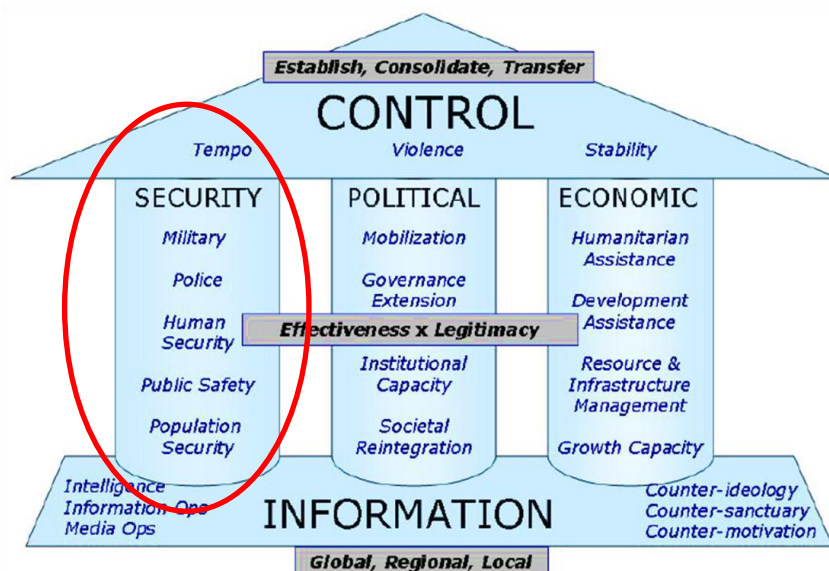 Establish, Consolidate, Transfer
CONTROL
Tempo
Violence
Stability
SECURITY
Military
Police
Human
Security
Public Safety
Population
Security
POLITICAL
Mobilization
Governance
Extension
Effectiveness x Legitimacy
Institutional
Capacity
Societal
Reintegration
ECONOMIC
Humanitarian
Assistance
Development
Assistance
Resource &
Infrastructure
Management
Growth Capacity
Intelligence
Information Ops
Media Ops
INFORMATION
Counter-ideology
Counter-sanctuary
Counter-motivation
Global, Regional, Local